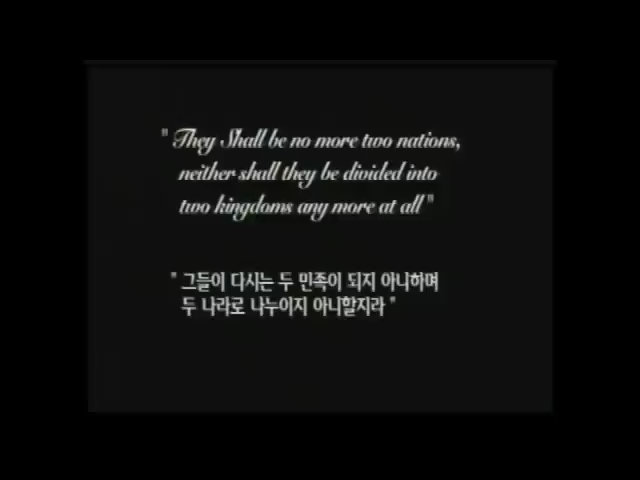 " They Shall be no more two nations,
neither shall they be divided into
two kingdoms any more at all "
" 그들이 다시는 두 민족이 되지 아니하며
두 나라로 나누이지 아니할지라 "